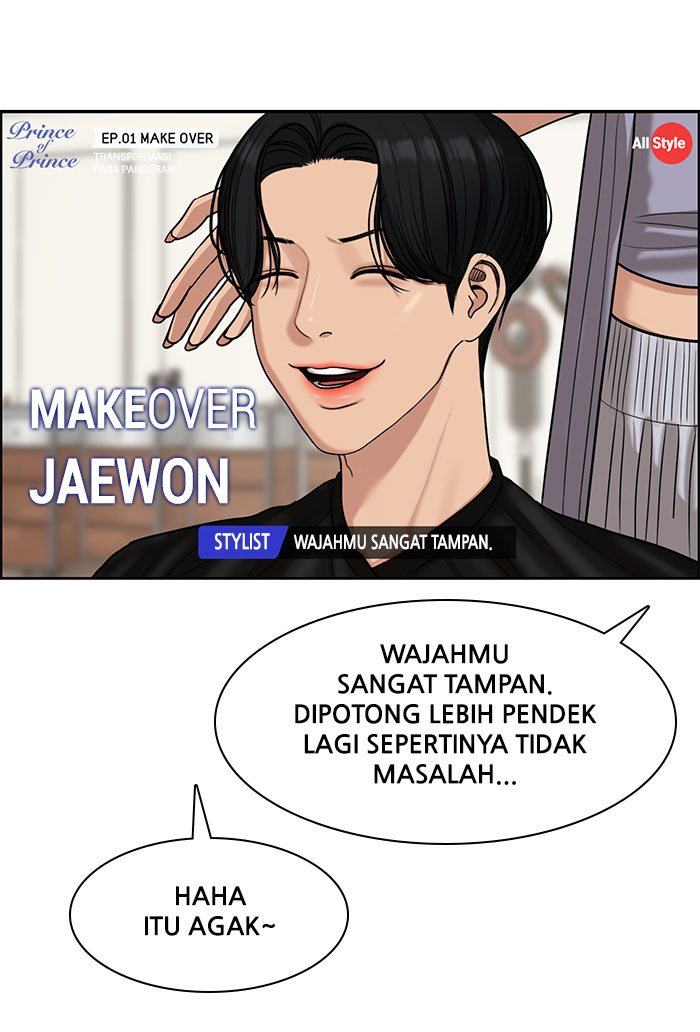 Prince
of
Prince
EP.01 MAKE OVER
TRANSFORMASI
PARA PANGERAN
All Style
MAKEOVER
JAEWON
STYLIST WAJAHMU SANGAT TAMPAN.
WAJAHMU
SANGAT TAMPAN.
DIPOTONG LEBIH PENDEK
LAGI SEPERTINYA TIDAK
MASALAH...
HAHA
ITU AGAK~